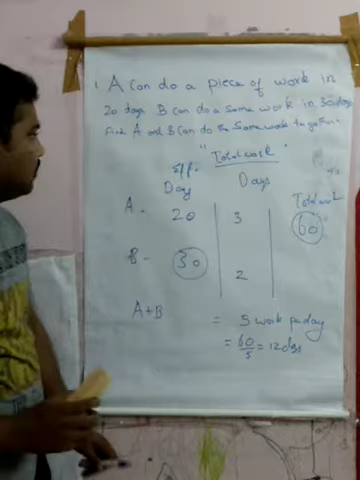 1. A can do a piece of work in
20 days B can do a same work in 30 days
Find A and B can do the same work together
"Total work"
Eff.
Day Days Total work
A - 20 3 60
B - 30 2
A+B = 5 work per day
= 60/5 = 12 days